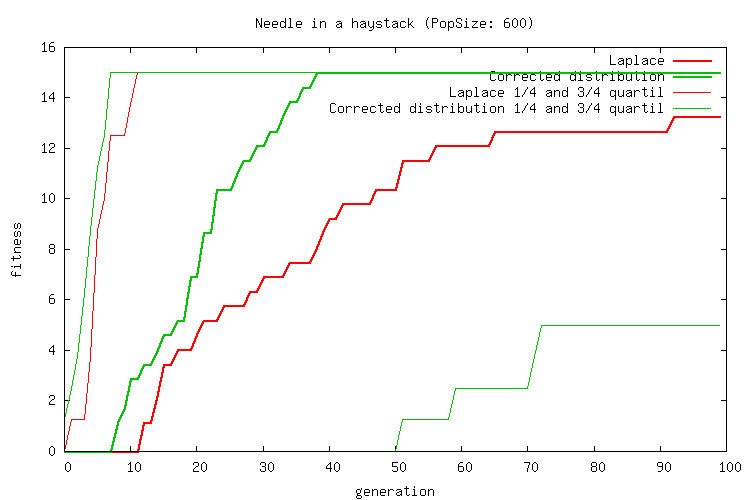 Needle in a haystack (PopSize: 600)
16
Laplace
Corrected distribution
14
Laplace 1/4 and 3/4 quartil
Corrected distribution 1/4 and 3/4 quartil
12
10
fitness
8
6
4
2
0
0 10 20 30 40 50 60 70 80 90 100
generation